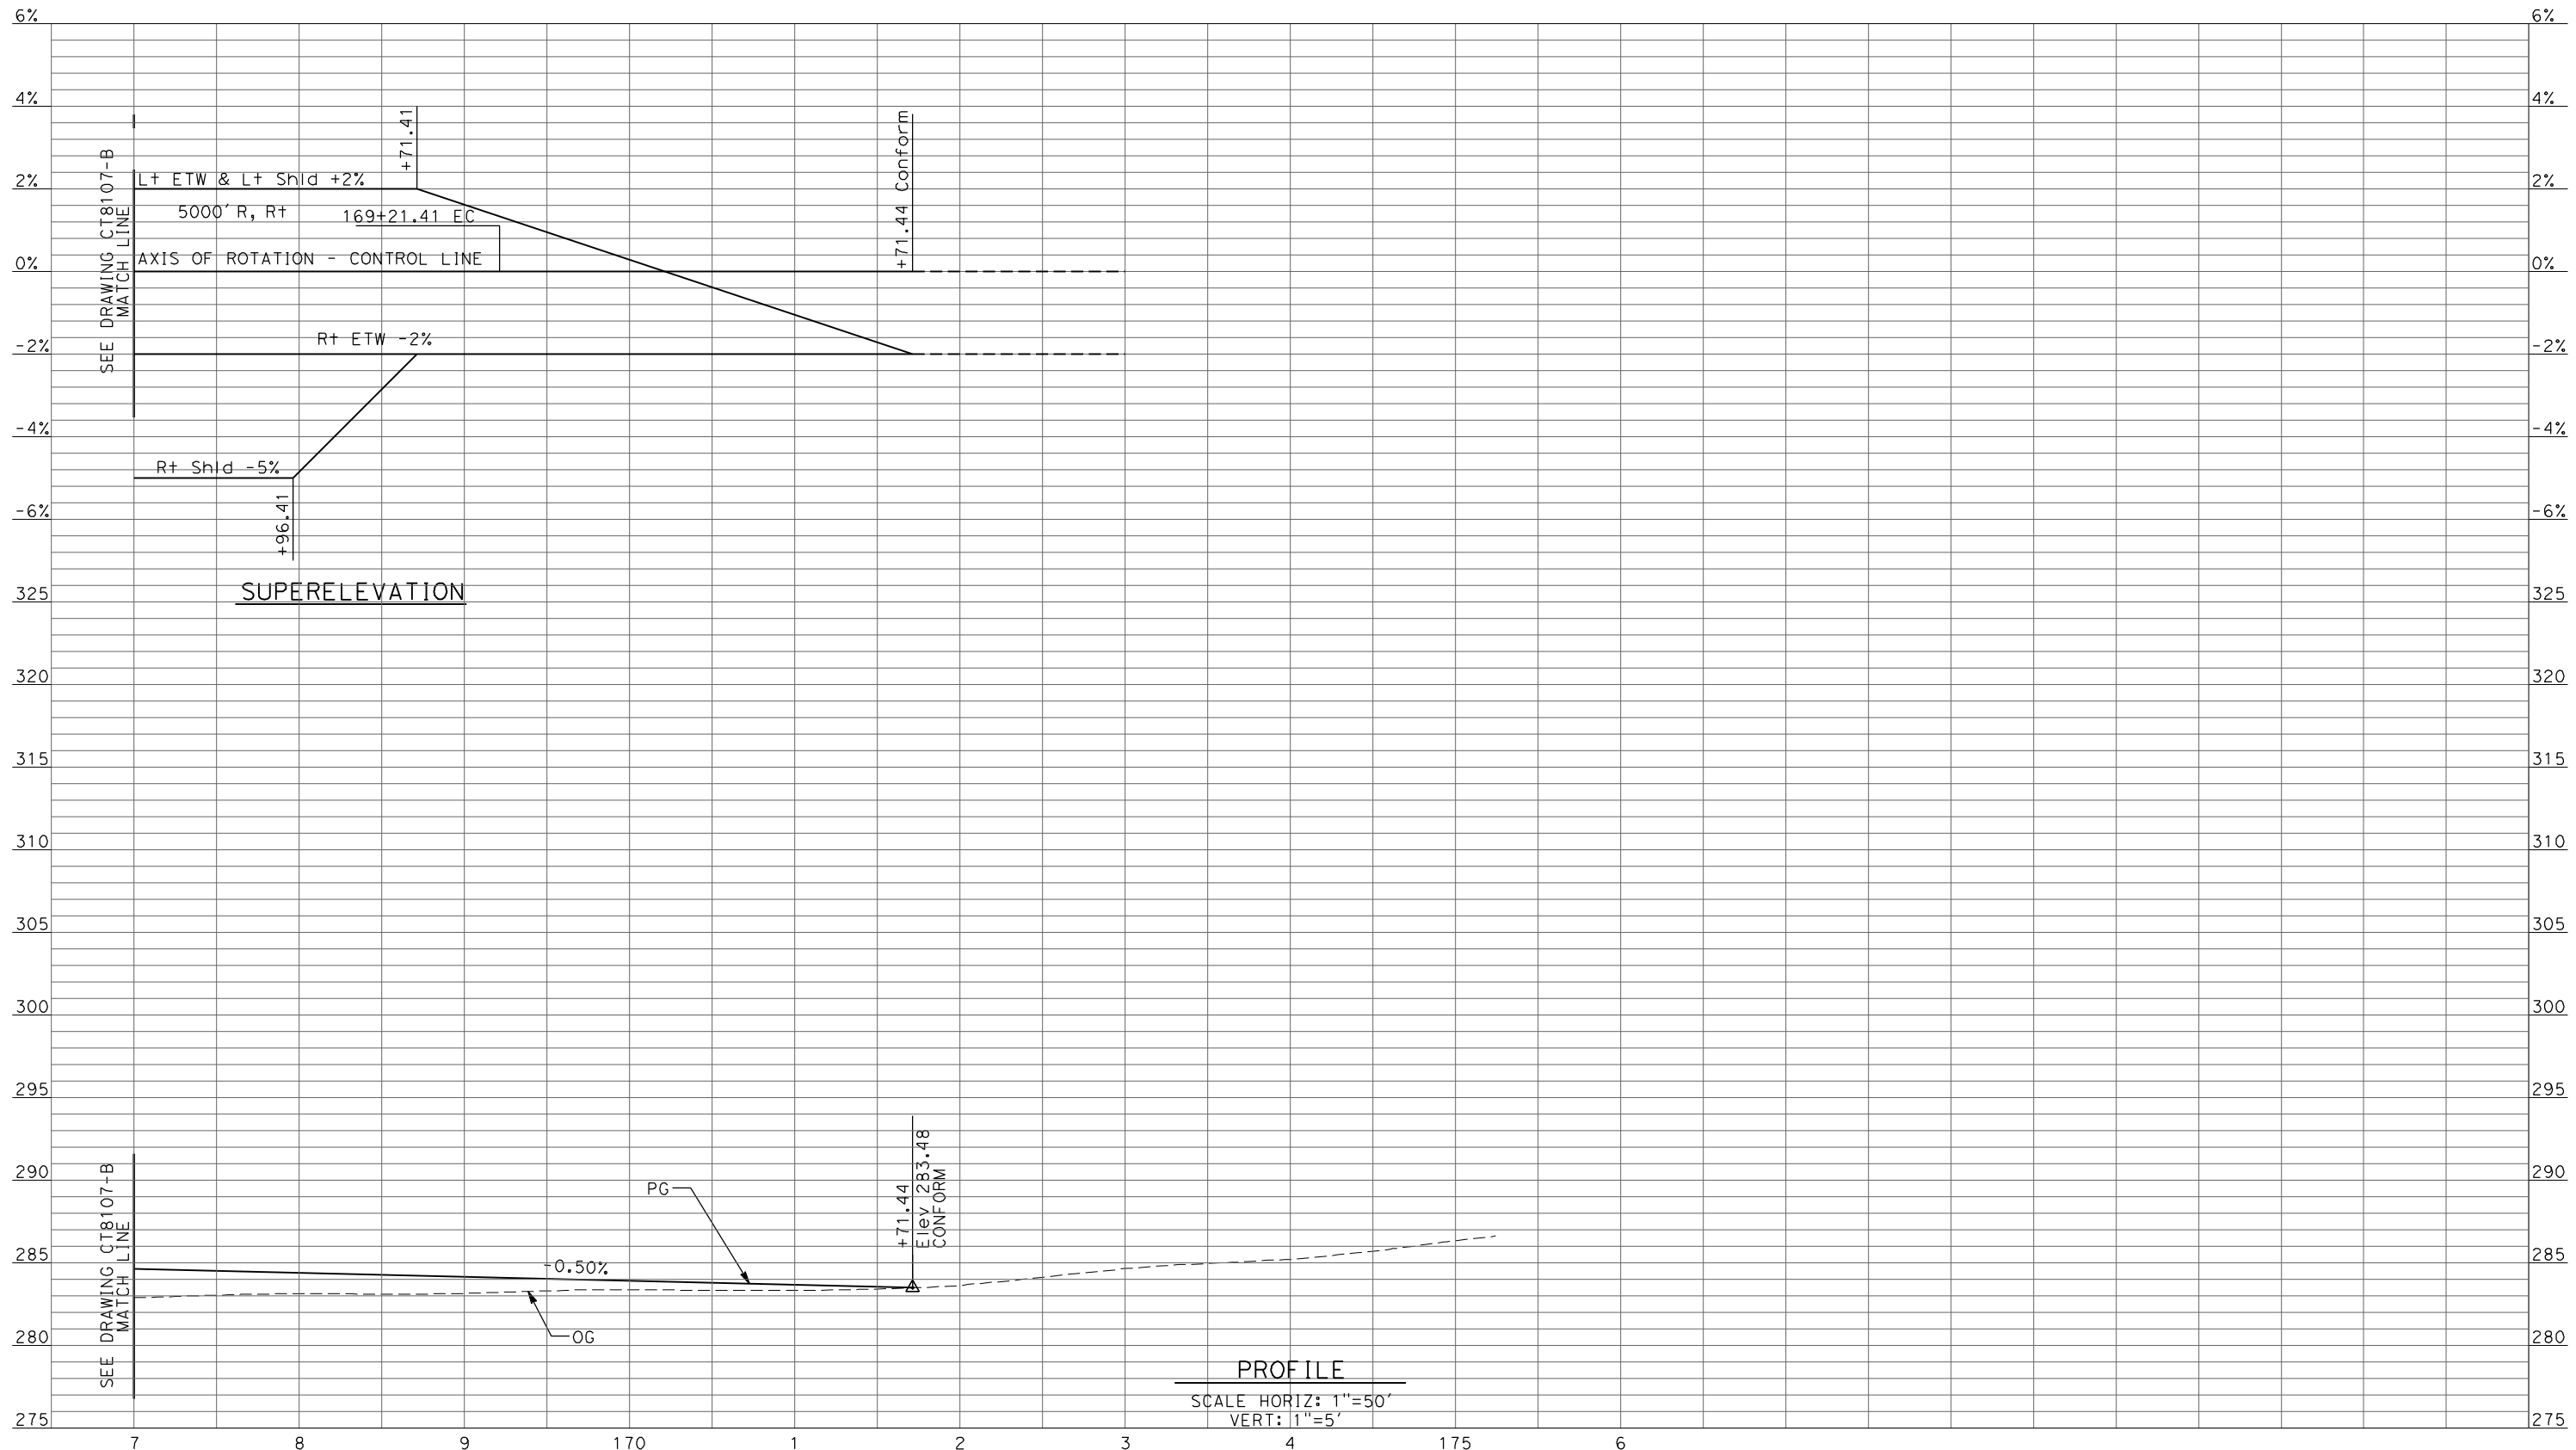 6% 6%
4% 4%
+71.41
+71.44 Conform
SEE DRAWING CT8107-B
MATCH LINE
2% Lt ETW & Lt Shld +2% 2%
5000' R, Rt
169+21.41 EC
0% AXIS OF ROTATION - CONTROL LINE 0%
Rt ETW -2%
-2% -2%
-4% -4%
Rt Shld -5%
+96.41
-6% -6%
SUPERELEVATION
325 325
320 320
315 315
310 310
305 305
300 300
295 295
290 290
SEE DRAWING CT8107-B
MATCH LINE
PG
+71.44
Elev 283.48
CONFORM
285 285
-0.50%
OG
280 280
PROFILE
SCALE HORIZ: 1"=50'
VERT: 1"=5'
275 275
7 8 9 170 1 2 3 4 175 6